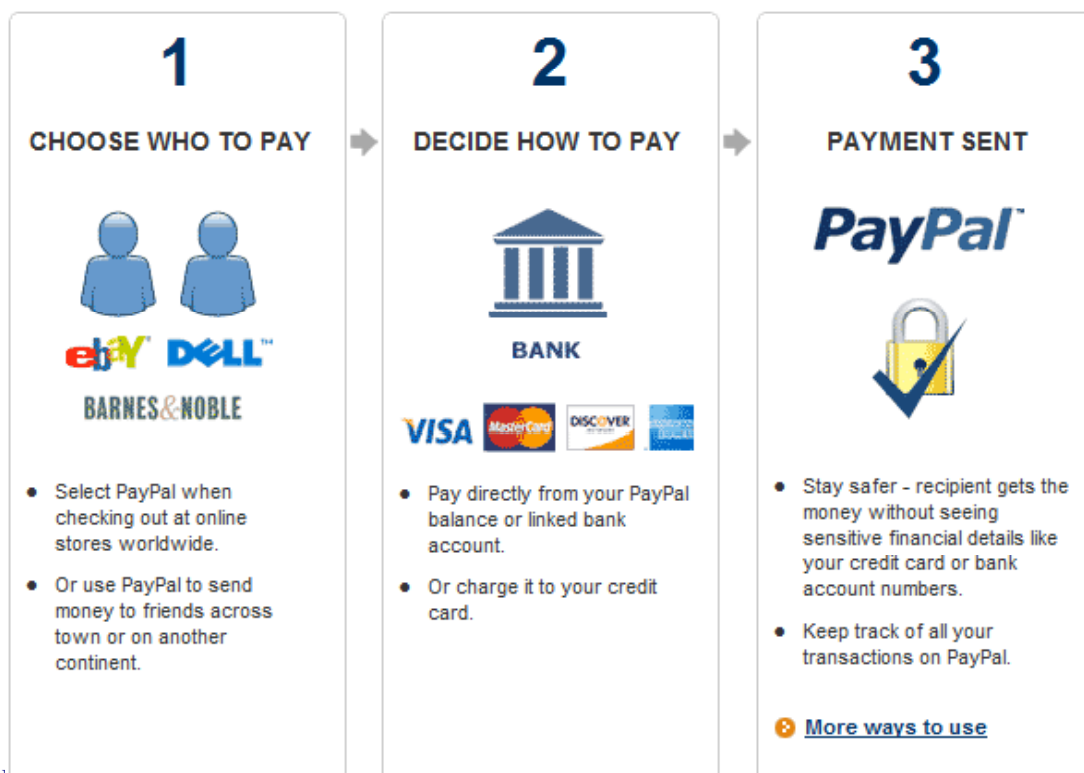 1
CHOOSE WHO TO PAY
ebay
DELL™
BARNES&NOBLE
• Select PayPal when
checking out at online
stores worldwide.
• Or use PayPal to send
money to friends across
town or on another
continent.
2
DECIDE HOW TO PAY
BANK
VISA MasterCard DISCOVER
• Pay directly from your PayPal
balance or linked bank
account.
• Or charge it to your credit
card.
3
PAYMENT SENT
PayPal™
• Stay safer - recipient gets the
money without seeing
sensitive financial details like
your credit card or bank
account numbers.
• Keep track of all your
transactions on PayPal.
More ways to use